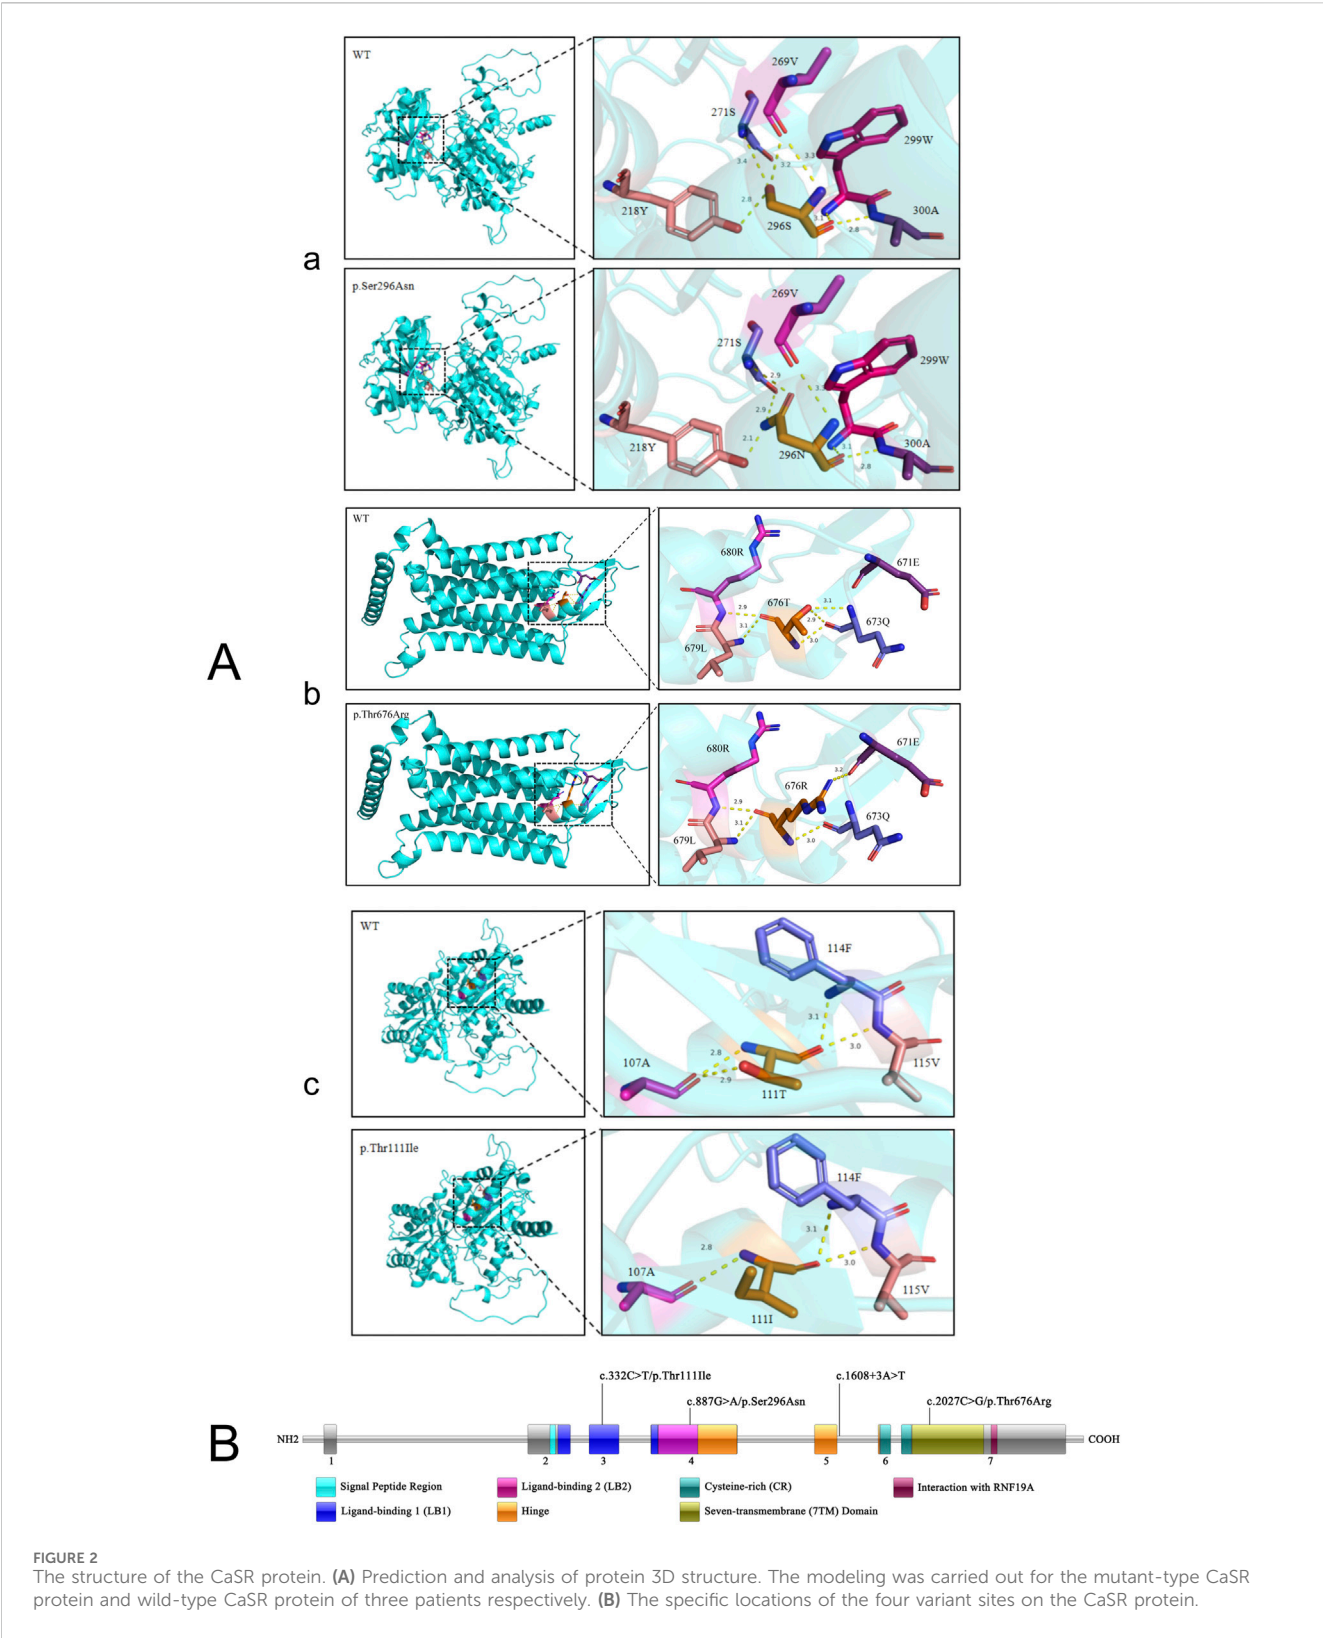 A
a
WT
269V
271S
299W
3.4
3.2
3.3
218Y
2.8
296S
3.1
2.8
300A
p.Ser296Asn
269V
271S
299W
2.9
3.3
2.9
218Y
2.1
296N
3.1
2.8
300A
b
WT
680R
671E
2.9
676T
3.1
3.1
2.9
3.0
673Q
679L
p.Thr676Arg
680R
671E
3.2
676R
2.9
3.1
3.0
673Q
679L
c
WT
114F
3.1
2.8
3.0
107A
2.9
111T
115V
p.Thr111Ile
114F
3.1
2.8
3.0
107A
111I
115V
B
c.332C>T/p.Thr111Ile
c.1608+3A>T
c.887G>A/p.Ser296Asn
c.2027C>G/p.Thr676Arg
NH2
COOH
1 2 3 4 5 6 7
Signal Peptide Region
Ligand-binding 2 (LB2)
Cysteine-rich (CR)
Interaction with RNF19A
Ligand-binding 1 (LB1)
Hinge
Seven-transmembrane (7TM) Domain
FIGURE 2
The structure of the CaSR protein. (A) Prediction and analysis of protein 3D structure. The modeling was carried out for the mutant-type CaSR
protein and wild-type CaSR protein of three patients respectively. (B) The specific locations of the four variant sites on the CaSR protein.